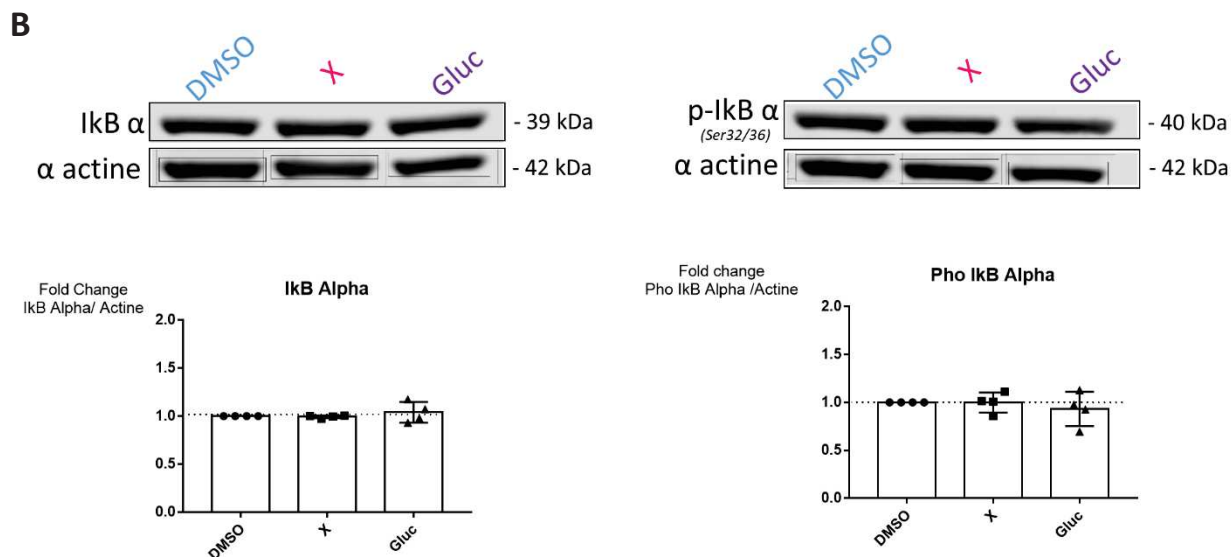 B
DMSO X Gluc
IkB α - 39 kDa
α actine - 42 kDa
DMSO X Gluc
p-IkB α - 40 kDa
(Ser32/36)
α actine - 42 kDa
Fold Change
IkB Alpha/ Actine
IkB Alpha
2.0
1.5
1.0
0.5
0.0
DMSO X Gluc
Fold change
Pho IkB Alpha /Actine
Pho IkB Alpha
2.0
1.5
1.0
0.5
0.0
DMSO X Gluc